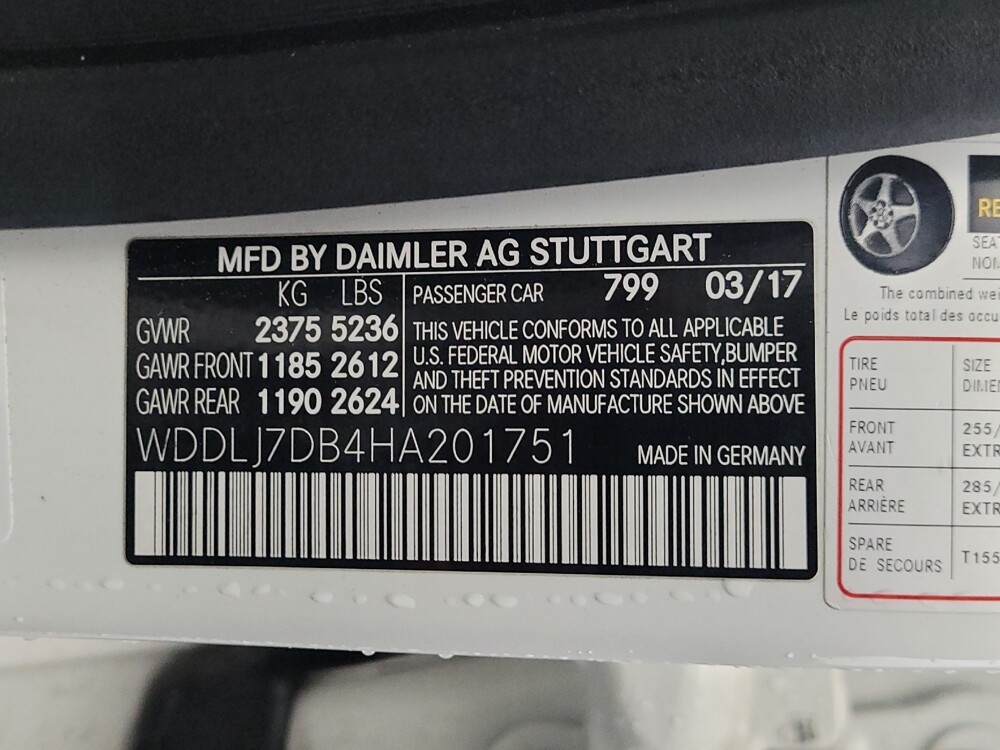 MFD BY DAIMLER AG STUTTGART
KG LBS
GVWR 2375 5236
GAWR FRONT 1185 2612
GAWR REAR 1190 2624
PASSENGER CAR 799 03/17
THIS VEHICLE CONFORMS TO ALL APPLICABLE
U.S. FEDERAL MOTOR VEHICLE SAFETY,BUMPER
AND THEFT PREVENTION STANDARDS IN EFFECT
ON THE DATE OF MANUFACTURE SHOWN ABOVE
WDDLJ7DB4HA201751 MADE IN GERMANY
The combined
Le poids total des
TIRE SIZE
PNEU
FRONT 255/
AVANT
REAR 285/
ARRIÈRE
SPARE T155
DE SECOURS